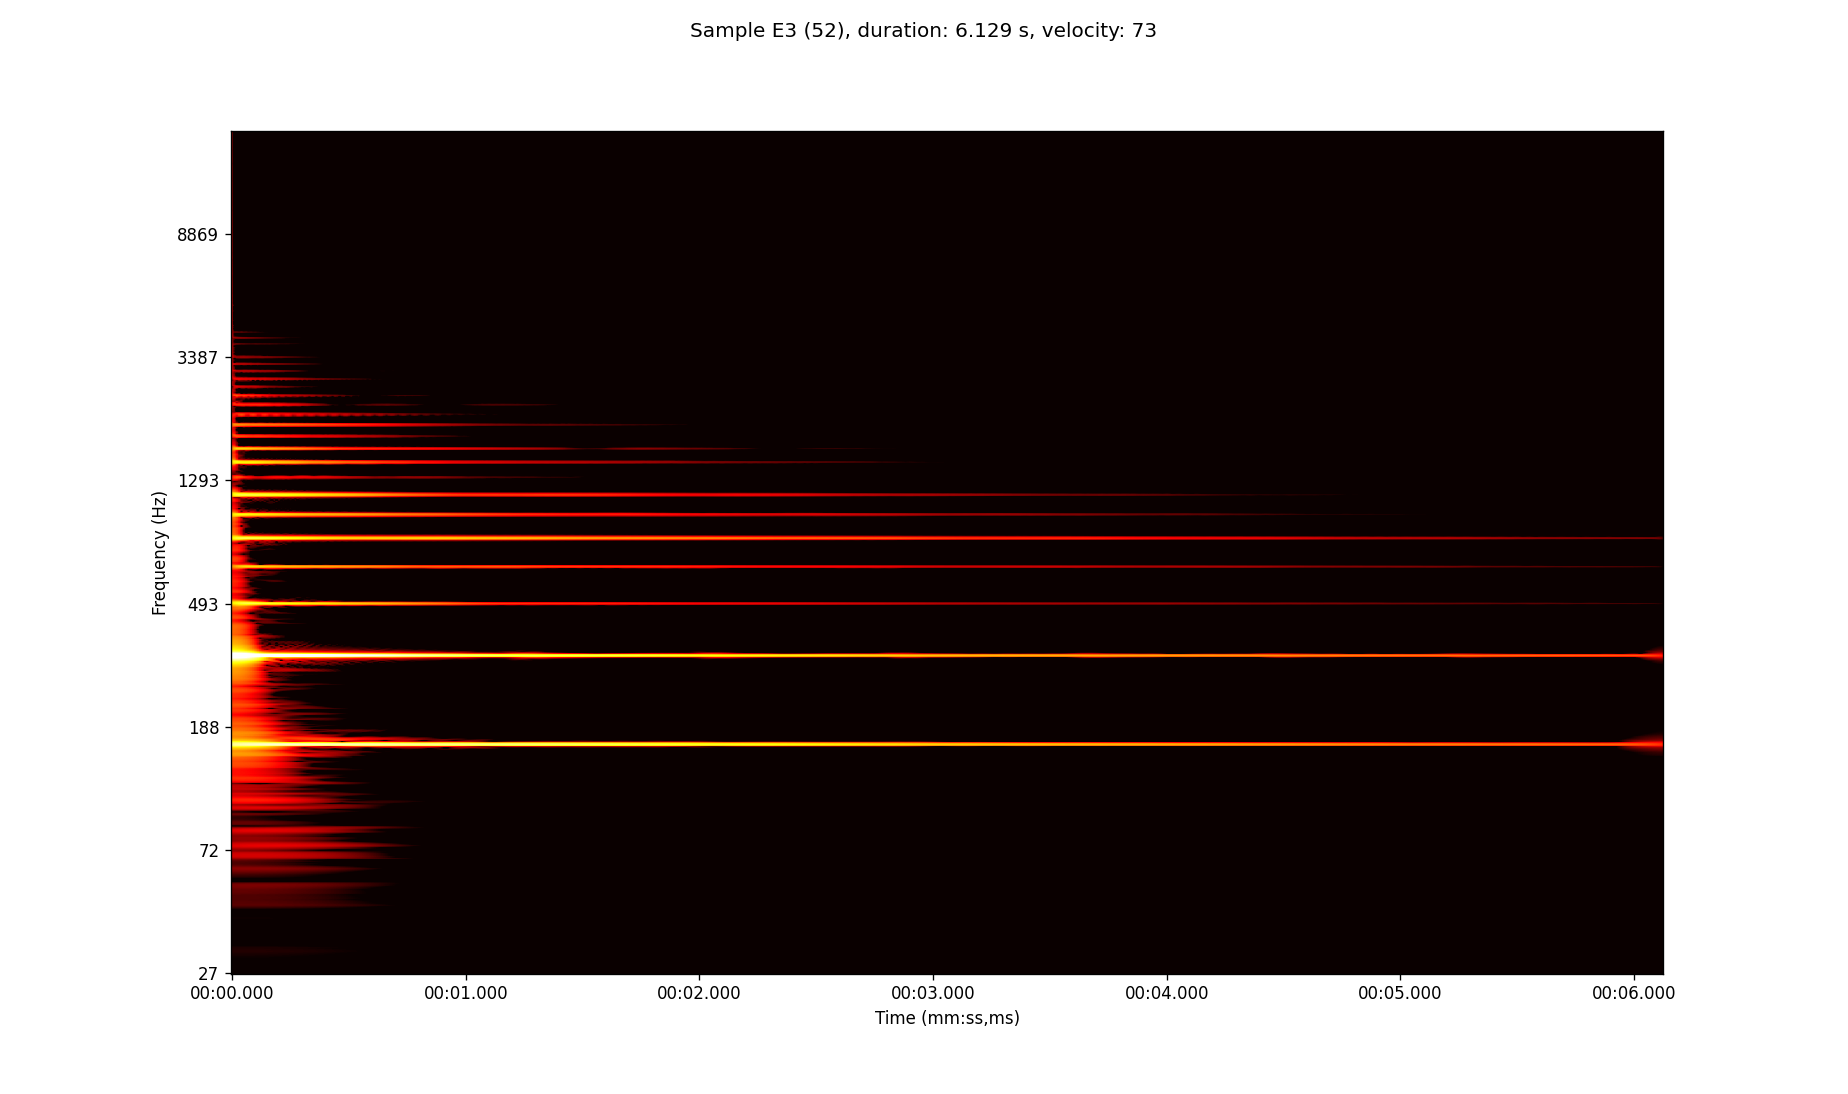 Sample E3 (52), duration: 6.129 s, velocity: 73
Frequency (Hz)
8869
3387
1293
493
188
72
27
00:00.000 00:01.000 00:02.000 00:03.000 00:04.000 00:05.000 00:06.000
Time (mm:ss,ms)